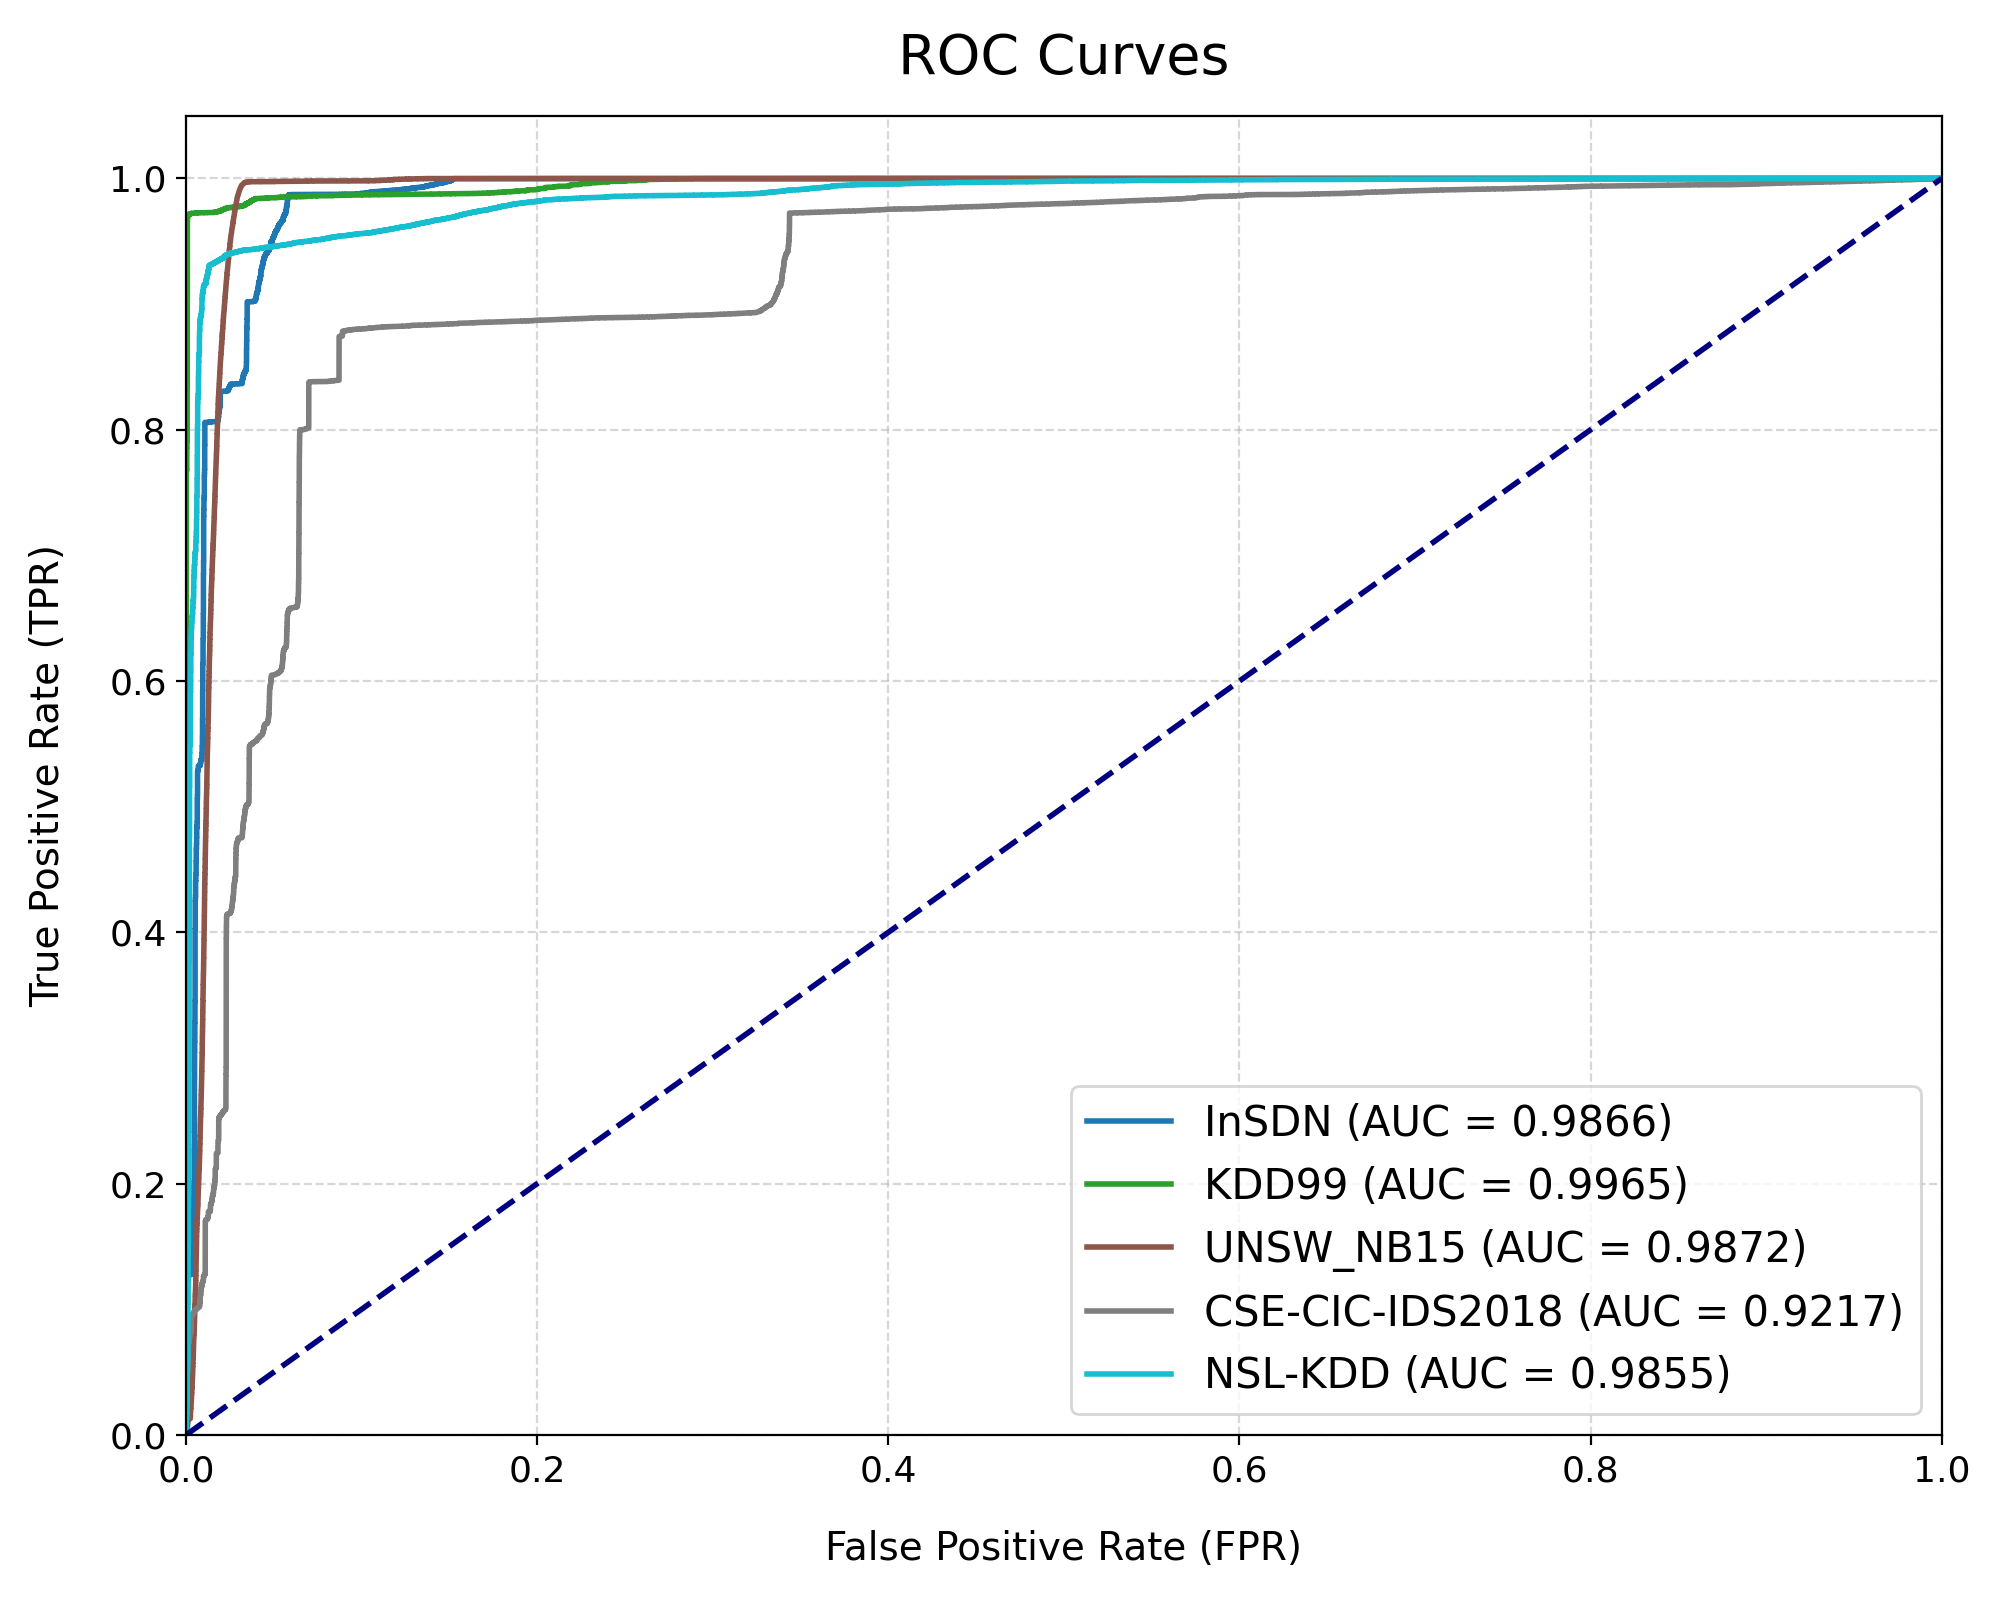 ROC Curves
1.0
0.8
0.6
0.4
0.2
0.0
True Positive Rate (TPR)
InSDN (AUC = 0.9866)
KDD99 (AUC = 0.9965)
UNSW_NB15 (AUC = 0.9872)
CSE-CIC-IDS2018 (AUC = 0.9217)
NSL-KDD (AUC = 0.9855)
0.0 0.2 0.4 0.6 0.8 1.0
False Positive Rate (FPR)